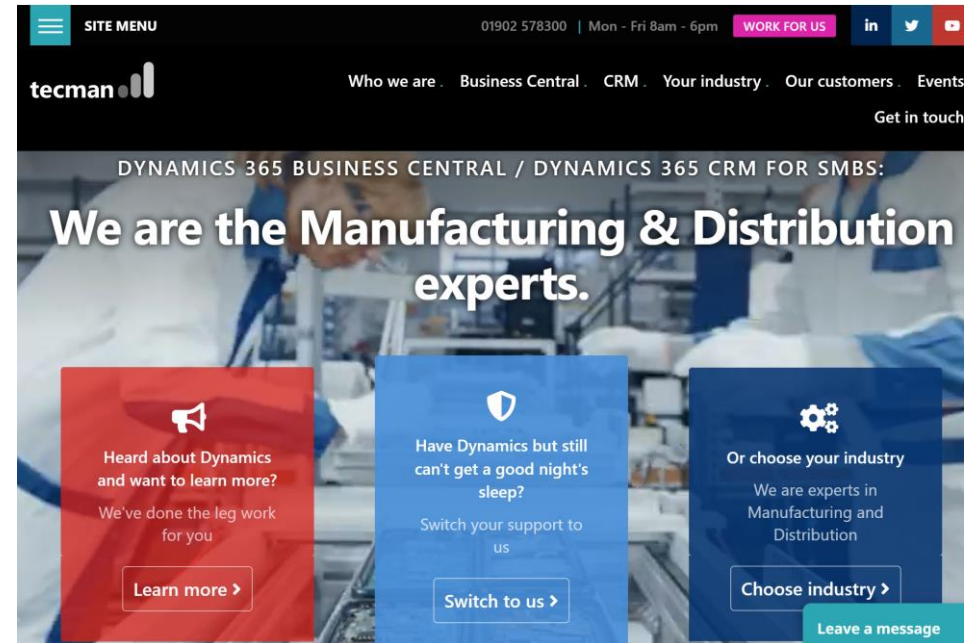 SITE MENU
01902 578300 | Mon - Fri 8am - 6pm
WORK FOR US
in
tecman
Who we are . Business Central . CRM . Your industry . Our customers . Events
Get in touch
DYNAMICS 365 BUSINESS CENTRAL / DYNAMICS 365 CRM FOR SMBS:
We are the Manufacturing & Distribution
experts.
Heard about Dynamics
and want to learn more?
We've done the leg work
for you
Learn more >
Have Dynamics but still
can't get a good night's
sleep?
Switch your support to
us
Switch to us >
Or choose your industry
We are experts in
Manufacturing and
Distribution
Choose industry >
Leave a message